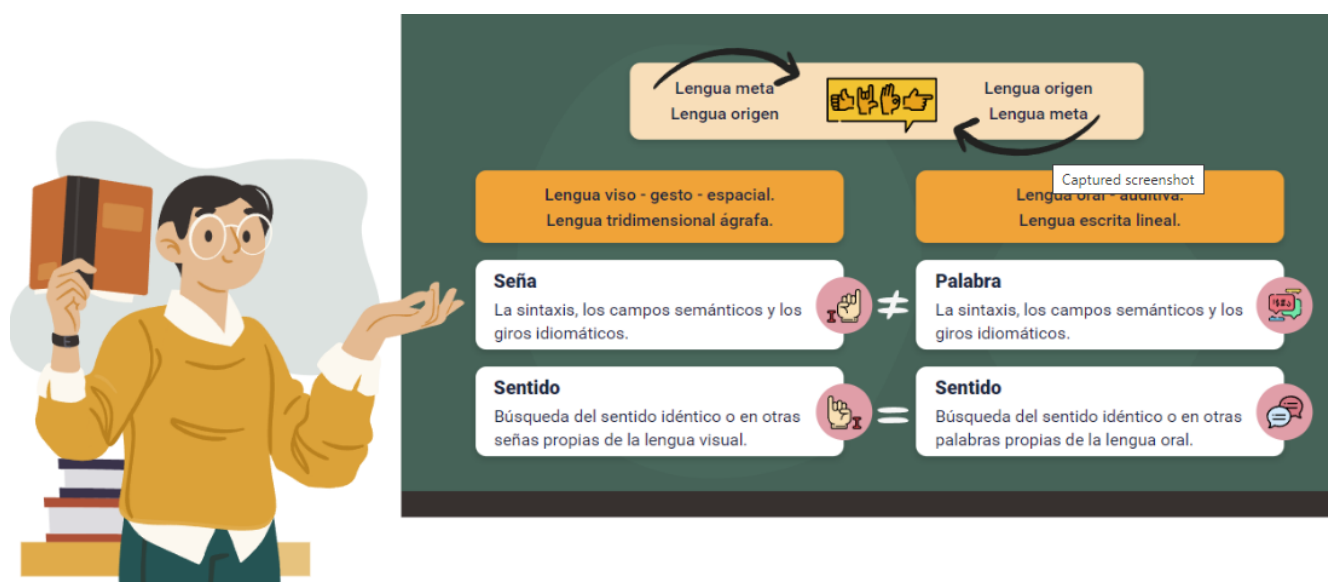 Lengua meta
Lengua origen
Lengua origen
Lengua meta
Captured screenshot
Lengua viso - gesto - espacial.
Lengua tridimensional ágrafa.
Lengua oral - auditiva.
Lengua escrita lineal.
Seña
La sintaxis, los campos semánticos y los
giros idiomáticos.
≠
Palabra
La sintaxis, los campos semánticos y los
giros idiomáticos.
Sentido
Búsqueda del sentido idéntico o en otras
señas propias de la lengua visual.
=
Sentido
Búsqueda del sentido idéntico o en otras
palabras propias de la lengua oral.